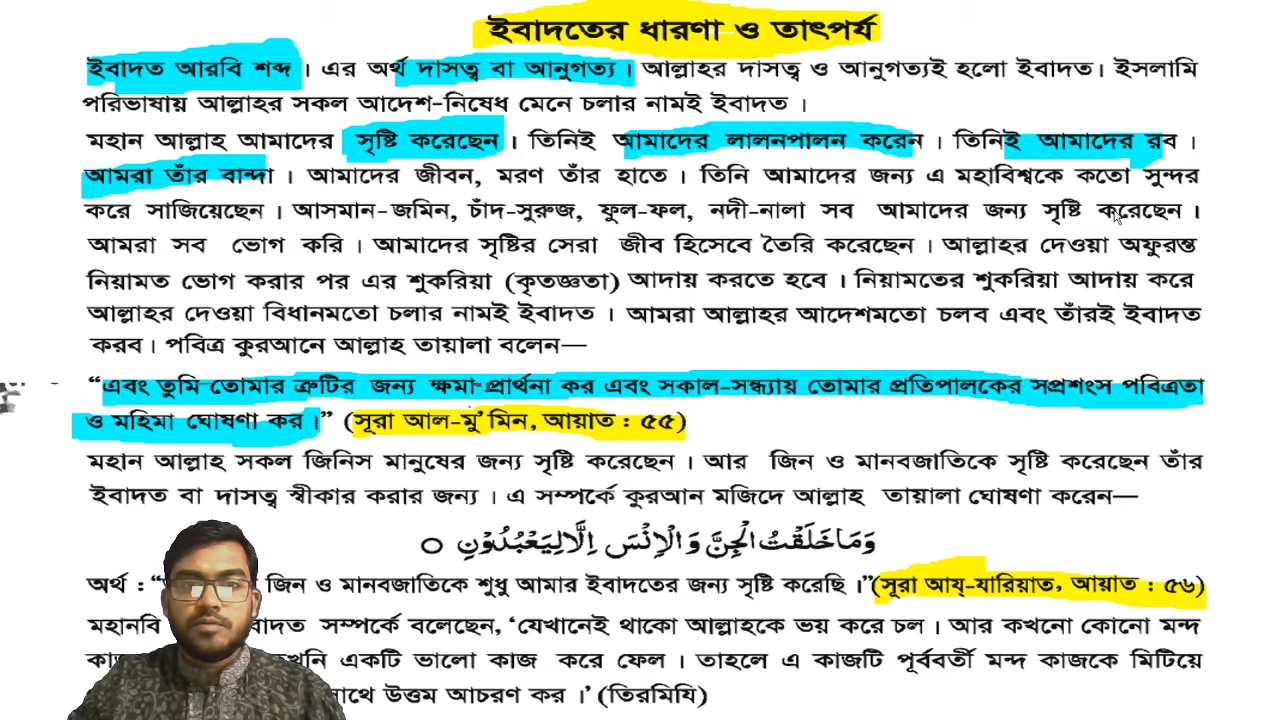 ইবাদতের ধারণা ও তাৎপর্য
ইবাদত আরবি শব্দ । এর অর্থ দাসত্ব বা আনুগত্য । আল্লাহর দাসত্ব ও আনুগত্যই হলো ইবাদত। ইসলামি
পরিভাষায় আল্লাহর সকল আদেশ-নিষেধ মেনে চলার নামই ইবাদত ।
মহান আল্লাহ আমাদের সৃষ্টি করেছেন । তিনিই আমাদের লালনপালন করেন । তিনিই আমাদের রব ।
আমরা তাঁর বান্দা । আমাদের জীবন, মরণ তাঁর হাতে । তিনি আমাদের জন্য এ মহাবিশ্বকে কতো সুন্দর
করে সাজিয়েছেন । আসমান-জমিন, চাঁদ-সুরুজ, ফুল-ফল, নদী-নালা সব আমাদের জন্য সৃষ্টি করেছেন ।
আমরা সব ভোগ করি । আমাদের সৃষ্টির সেরা জীব হিসেবে তৈরি করেছেন । আল্লাহর দেওয়া অফুরন্ত
নিয়ামত ভোগ করার পর এর শুকরিয়া (কৃতজ্ঞতা) আদায় করতে হবে । নিয়ামতের শুকরিয়া আদায় করে
আল্লাহর দেওয়া বিধানমতো চলার নামই ইবাদত । আমরা আল্লাহর আদেশমতো চলব এবং তাঁরই ইবাদত
করব। পবিত্র কুরআনে আল্লাহ তায়ালা বলেন—
“এবং তুমি তোমার ত্রুটির জন্য ক্ষমা প্রার্থনা কর এবং সকাল-সন্ধ্যায় তোমার প্রতিপালকের সপ্রশংস পবিত্রতা
ও মহিমা ঘোষণা কর ।” (সূরা আল-মু’মিন, আয়াত : ৫৫)
মহান আল্লাহ সকল জিনিস মানুষের জন্য সৃষ্টি করেছেন । আর জিন ও মানবজাতিকে সৃষ্টি করেছেন তাঁর
ইবাদত বা দাসত্ব স্বীকার করার জন্য । এ সম্পর্কে কুরআন মজিদে আল্লাহ তায়ালা ঘোষণা করেন—
وَمَا خَلَقْتُ الْجِنَّ وَالْاِنْسَ اِلَّا لِيَعْبُدُوْنِ ০
অর্থ : “ জিন ও মানবজাতিকে শুধু আমার ইবাদতের জন্য সৃষ্টি করেছি ।”(সূরা আয্-যারিয়াত, আয়াত : ৫৬)
মহানবি সম্পর্কে বলেছেন, ‘যেখানেই থাকো আল্লাহকে ভয় করে চল । আর কখনো কোনো মন্দ
একটি ভালো কাজ করে ফেল । তাহলে এ কাজটি পূর্ববর্তী মন্দ কাজকে মিটিয়ে
উত্তম আচরণ কর ।’ (তিরমিযি)